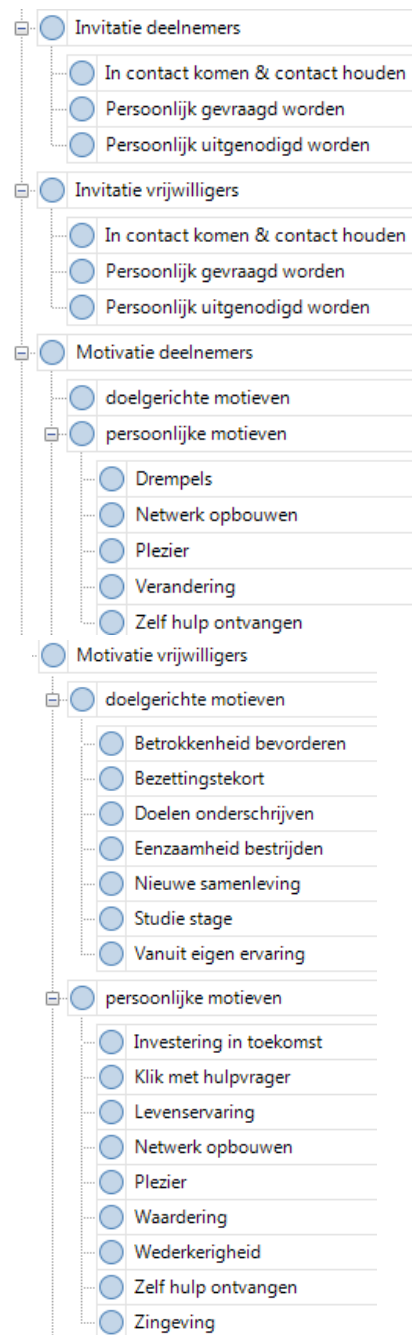 Invitatie deelnemers
In contact komen & contact houden
Persoonlijk gevraagd worden
Persoonlijk uitgenodigd worden
Invitatie vrijwilligers
In contact komen & contact houden
Persoonlijk gevraagd worden
Persoonlijk uitgenodigd worden
Motivatie deelnemers
doelgerichte motieven
persoonlijke motieven
Drempels
Netwerk opbouwen
Plezier
Verandering
Zelf hulp ontvangen
Motivatie vrijwilligers
doelgerichte motieven
Betrokkenheid bevorderen
Bezettingstekort
Doelen onderschrijven
Eenzaamheid bestrijden
Nieuwe samenleving
Studie stage
Vanuit eigen ervaring
persoonlijke motieven
Investering in toekomst
Klik met hulpvrager
Levenservaring
Netwerk opbouwen
Plezier
Waardering
Wederkerigheid
Zelf hulp ontvangen
Zingeving